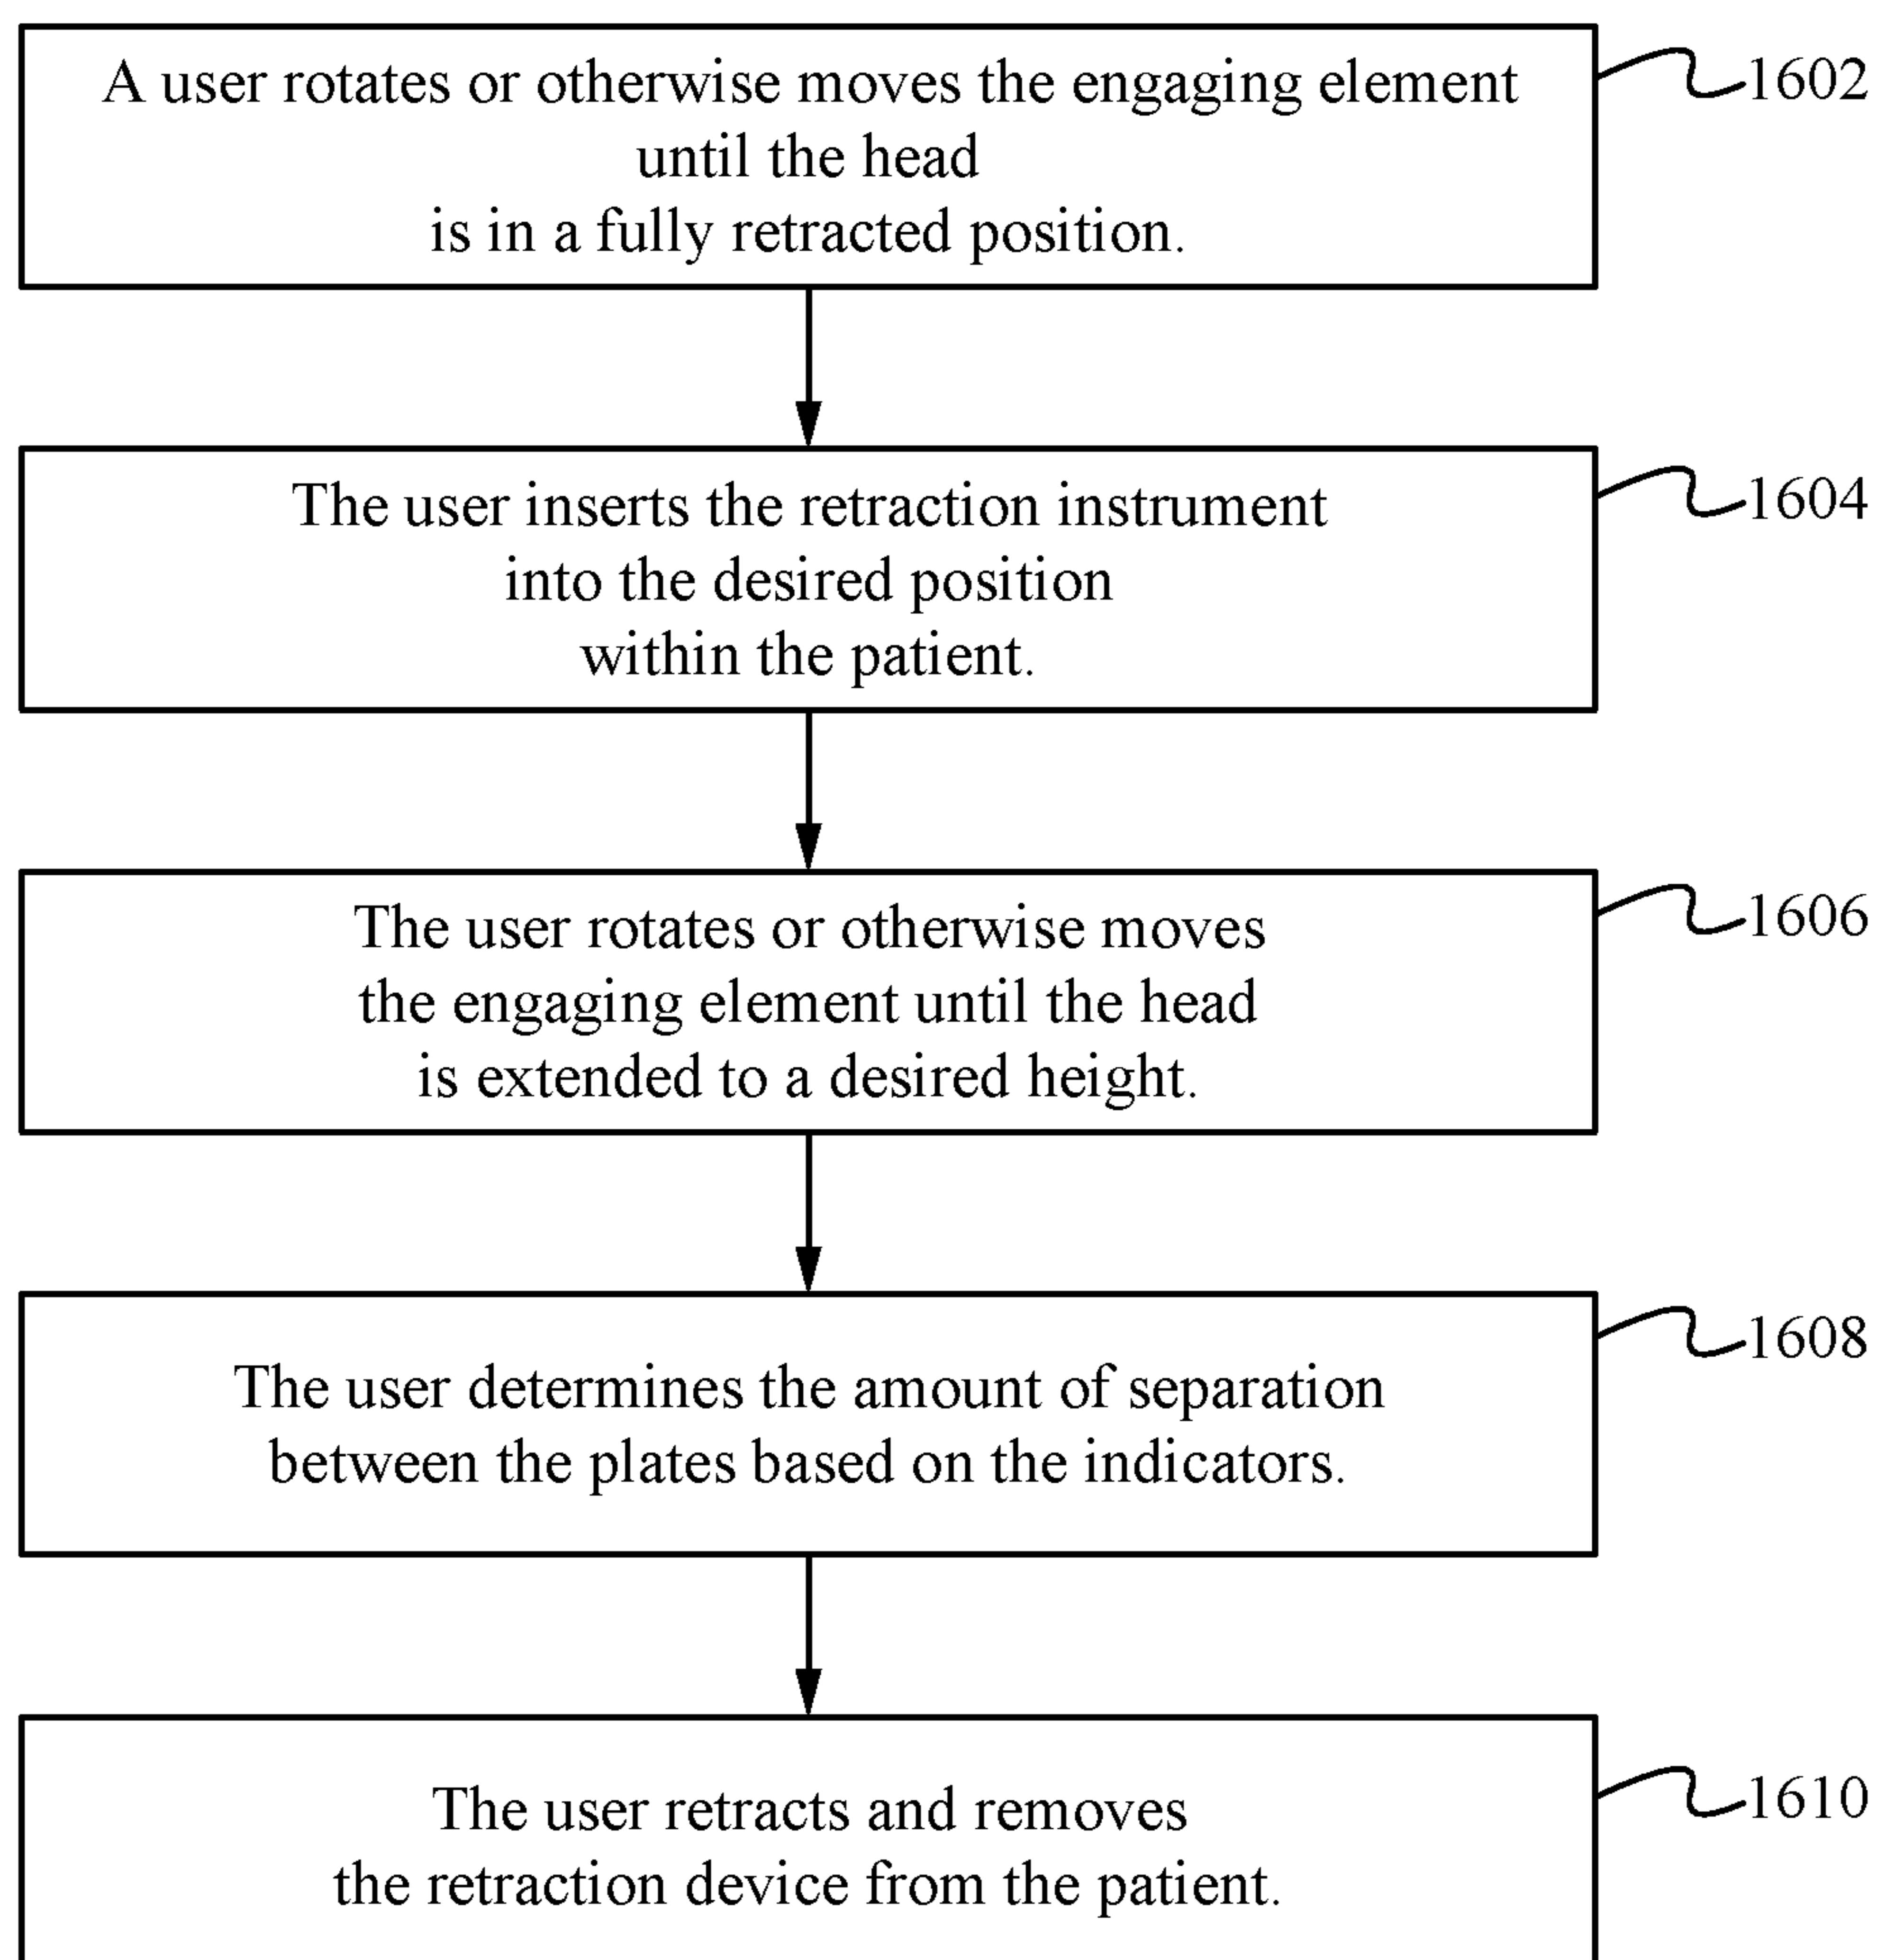 A user rotates or otherwise moves the engaging element
until the head
is in a fully retracted position.
1602
The user inserts the retraction instrument
into the desired position
within the patient.
1604
The user rotates or otherwise moves
the engaging element until the head
is extended to a desired height.
1606
The user determines the amount of separation
between the plates based on the indicators.
1608
The user retracts and removes
the retraction device from the patient.
1610